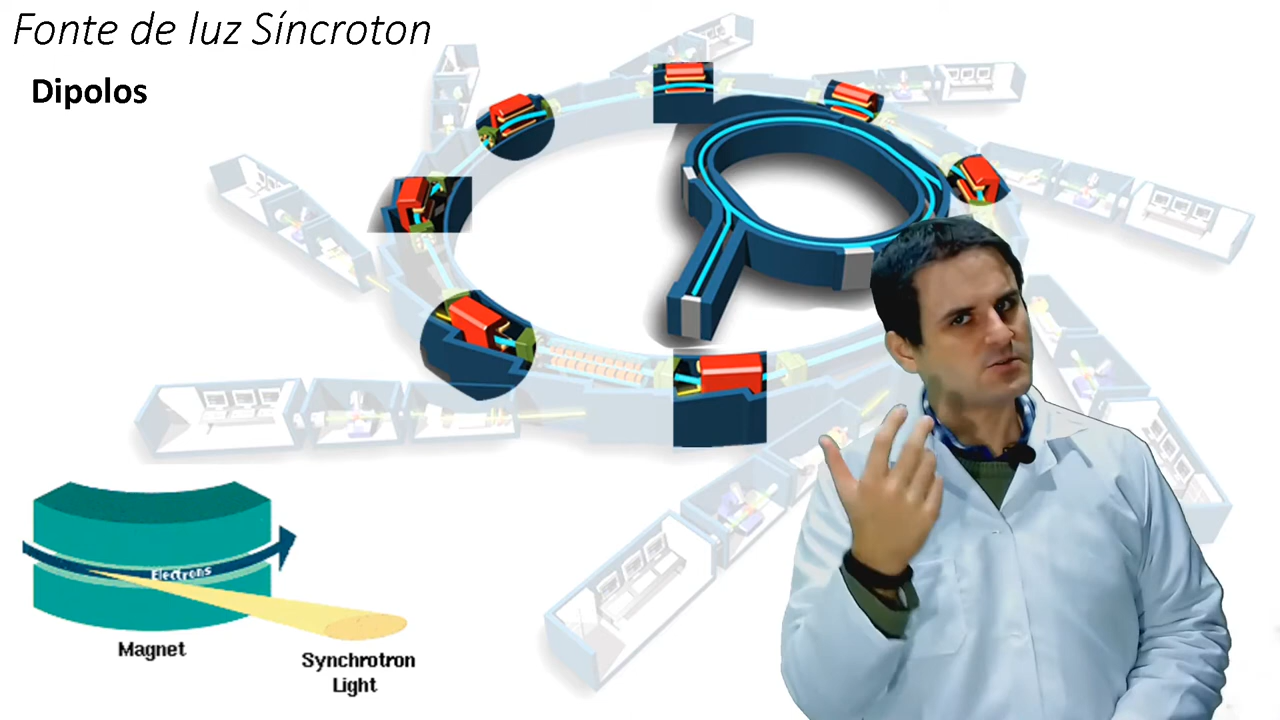 Fonte de luz Síncroton
Dipolos
Electrons
Magnet
Synchrotron
Light